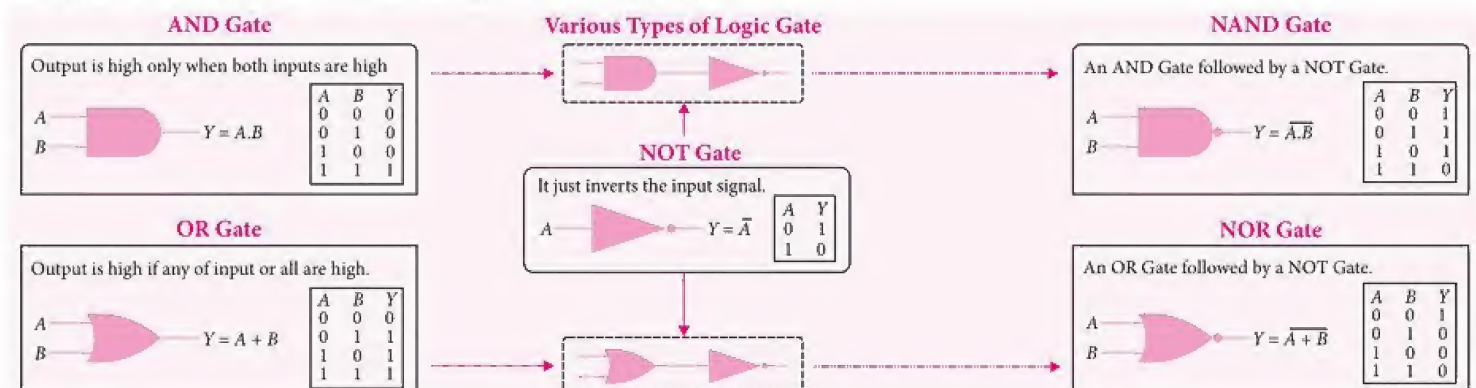 AND Gate
Output is high only when both inputs are high
A
B
Y = A.B
A B Y
0 0 0
0 1 0
1 0 0
1 1 1
OR Gate
Output is high if any of input or all are high.
A
B
Y = A + B
A B Y
0 0 0
0 1 1
1 0 1
1 1 1
Various Types of Logic Gate
NOT Gate
It just inverts the input signal.
A
Y = A̅
A Y
0 1
1 0
NAND Gate
An AND Gate followed by a NOT Gate.
A
B
Y = A̅.̅B̅
A B Y
0 0 1
0 1 1
1 0 1
1 1 0
NOR Gate
An OR Gate followed by a NOT Gate.
A
B
Y = A̅ ̅+̅ ̅B̅
A B Y
0 0 1
0 1 0
1 0 0
1 1 0